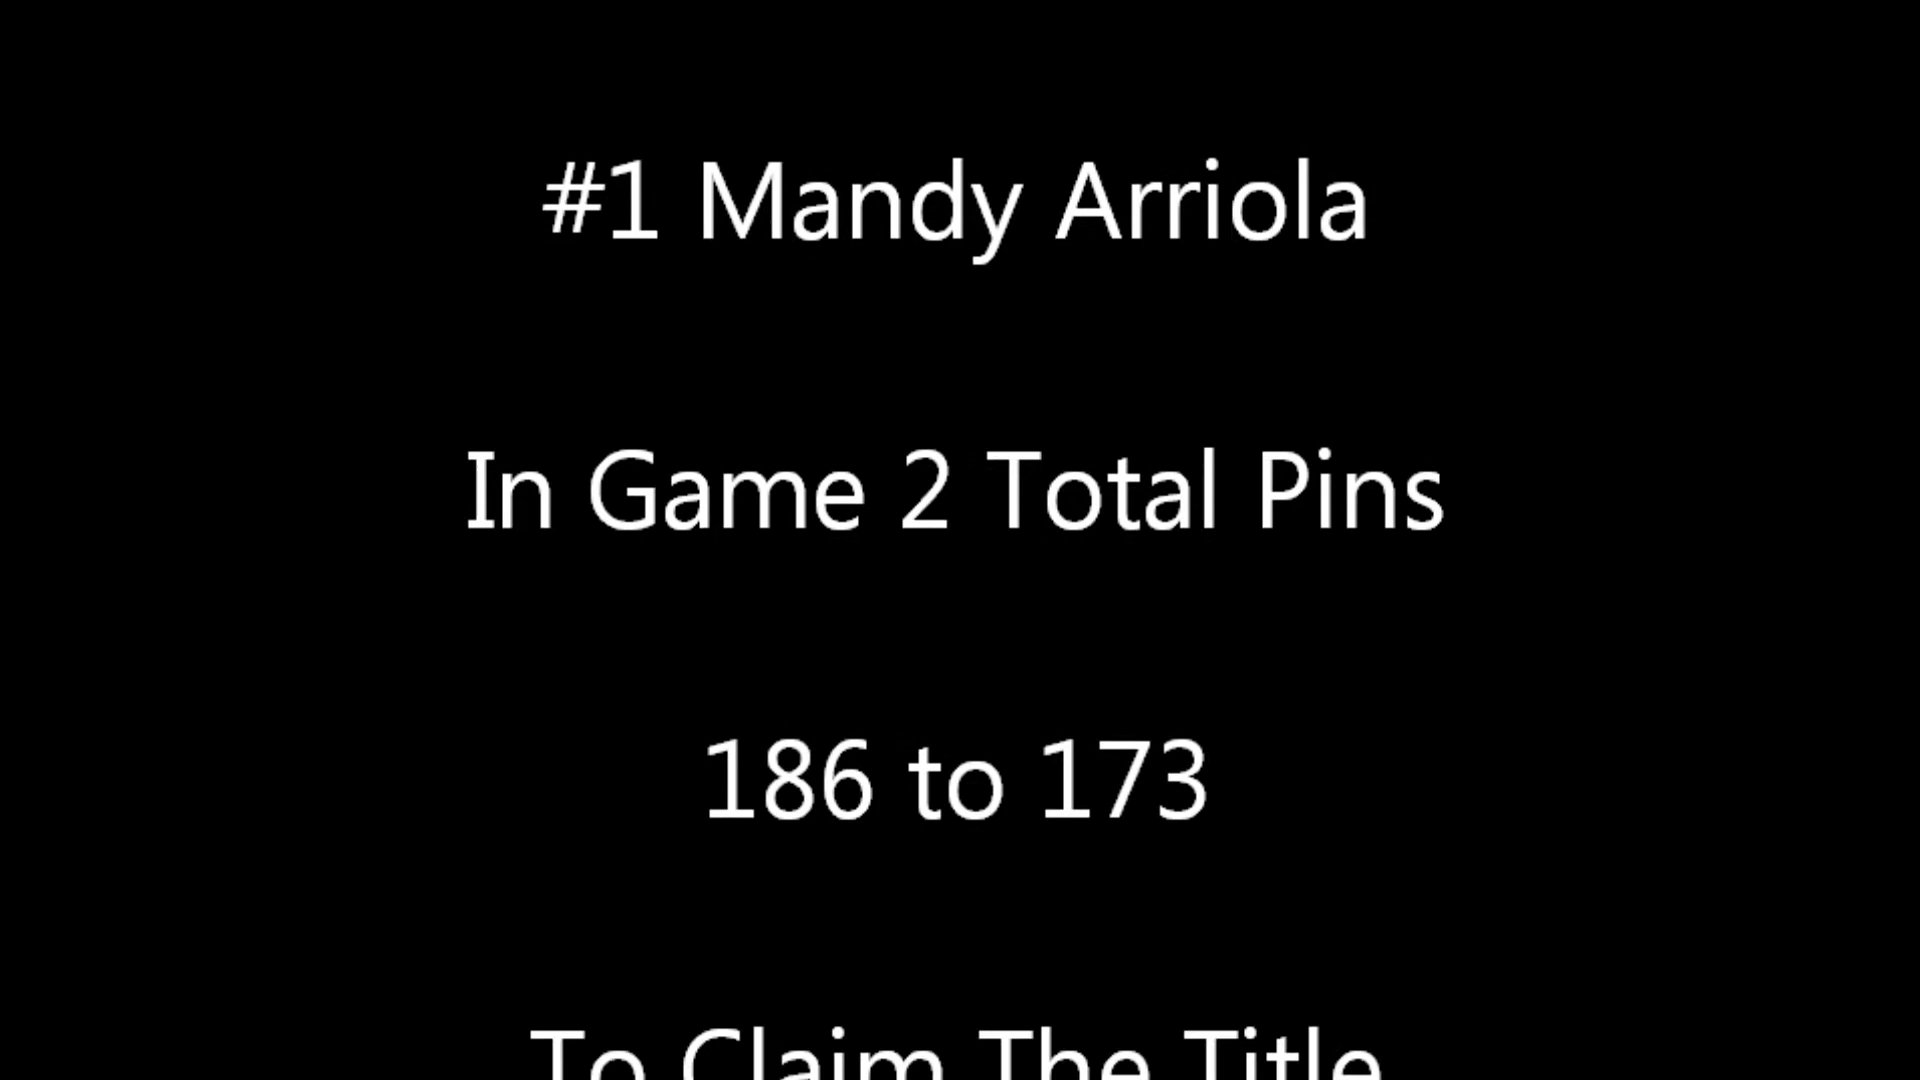 #1 Mandy Arriola
In Game 2 Total Pins
186 to 173
To Claim The Title